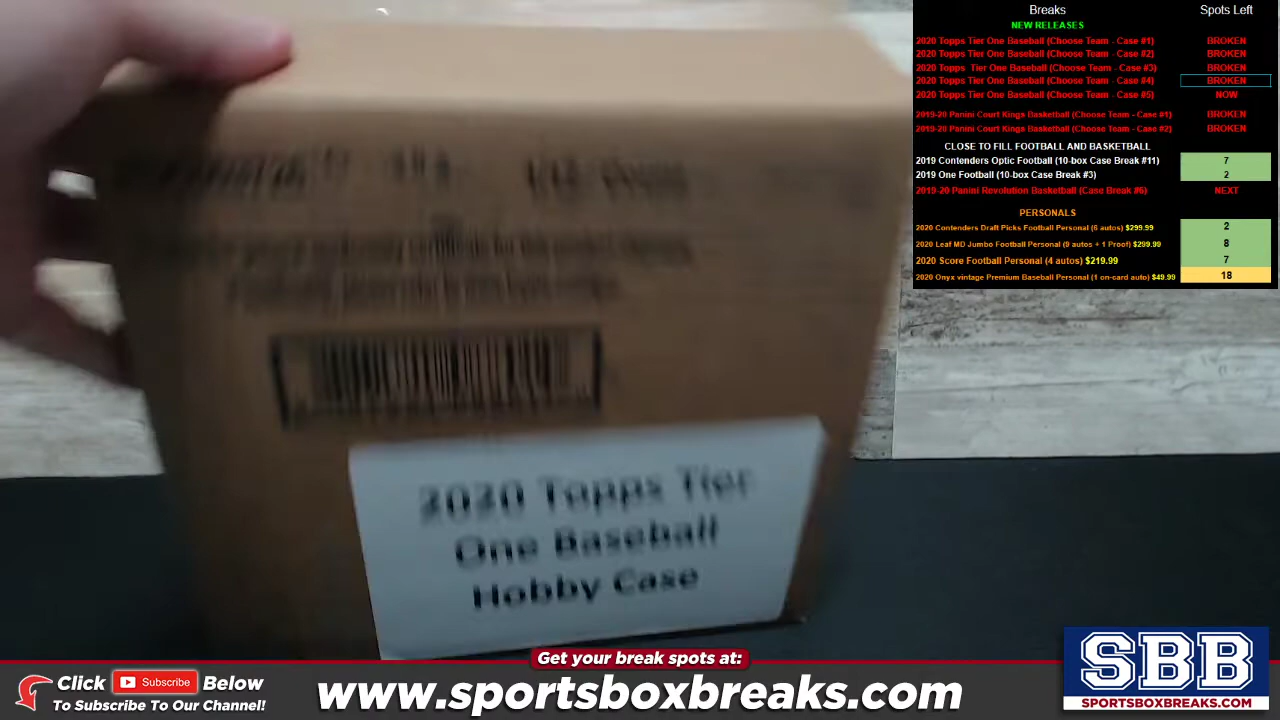 Breaks Spots Left
NEW RELEASES
2020 Topps Tier One Baseball (Choose Team - Case #1) BROKEN
2020 Topps Tier One Baseball (Choose Team - Case #2) BROKEN
2020 Topps Tier One Baseball (Choose Team - Case #3) BROKEN
2020 Topps Tier One Baseball (Choose Team - Case #4) BROKEN
2020 Topps Tier One Baseball (Choose Team - Case #5) NOW
2019-20 Panini Court Kings Basketball (Choose Team - Case #1) BROKEN
2019-20 Panini Court Kings Basketball (Choose Team - Case #2) BROKEN
CLOSE TO FILL FOOTBALL AND BASKETBALL
2019 Contenders Optic Football (10-box Case Break #11) 7
2019 One Football (10-box Case Break #3) 2
2019-20 Panini Revolution Basketball (Case Break #6) NEXT
PERSONALS
2020 Contenders Draft Picks Football Personal (6 autos) $299.99 2
2020 Leaf MD Jumbo Football Personal (9 autos + 1 Proof) $299.99 8
2020 Score Football Personal (4 autos) $219.99 7
2020 Onyx vintage Premium Baseball Personal (1 on-card auto) $49.99 18
2020 Topps Tier
One Baseball
Hobby Case
Get your break spots at:
Click Subscribe Below
To Subscribe To Our Channel!
www.sportsboxbreaks.com
SBB
SPORTSBOXBREAKS.COM